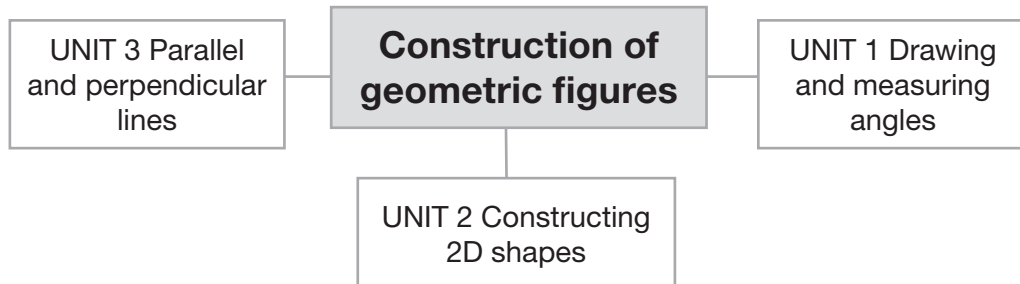 UNIT 3 Parallel
and perpendicular
lines
Construction of
geometric figures
UNIT 1 Drawing
and measuring
angles
UNIT 2 Constructing
2D shapes